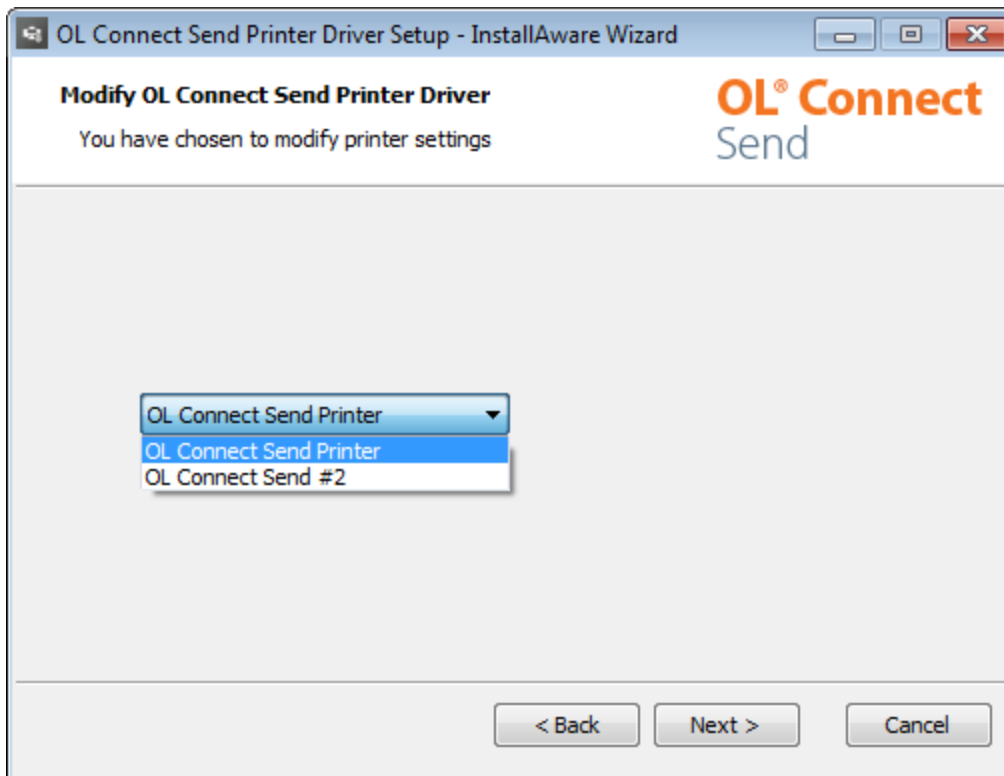 OL Connect Send Printer Driver Setup - InstallAware Wizard
Modify OL Connect Send Printer Driver
You have chosen to modify printer settings
OL® Connect
Send
OL Connect Send Printer
OL Connect Send Printer
OL Connect Send #2
< Back
Next >
Cancel